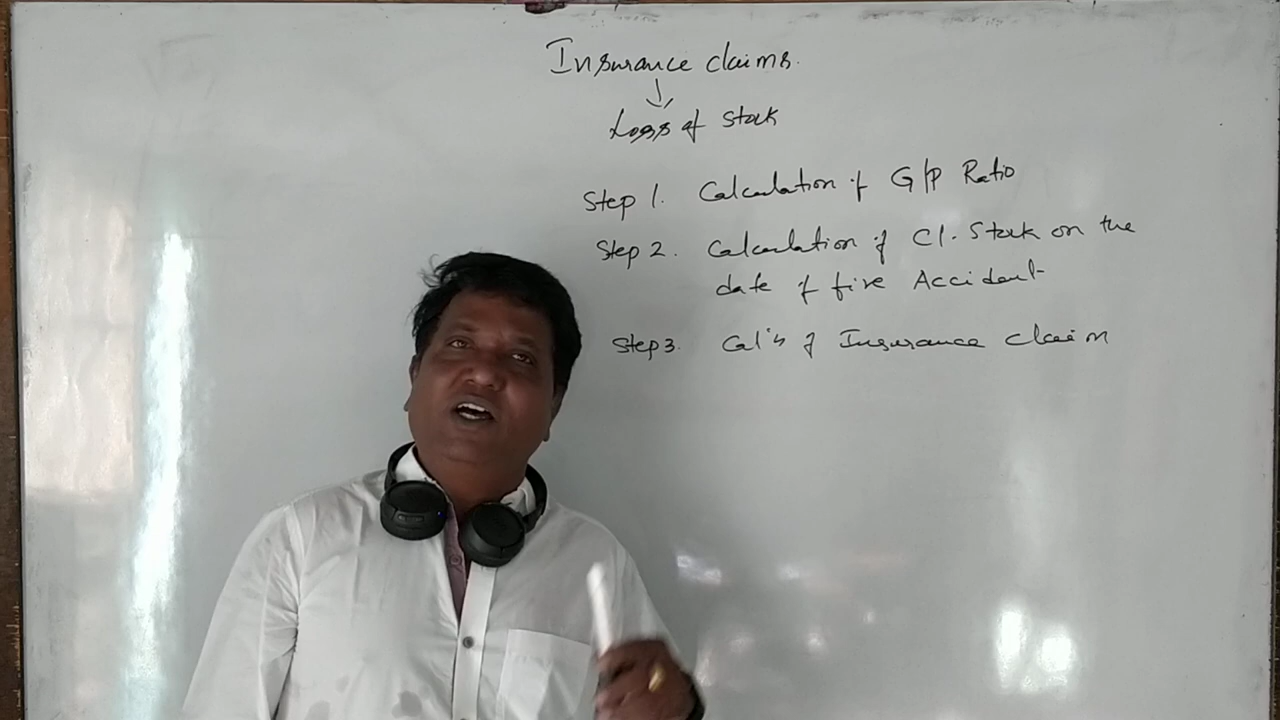 Insurance claims.
Loss of Stock
Step 1. Calculation of G/P Ratio
Step 2. Calculation of Cl. Stock on the
date of fire Accident
Step 3. Cal'n of Insurance claim